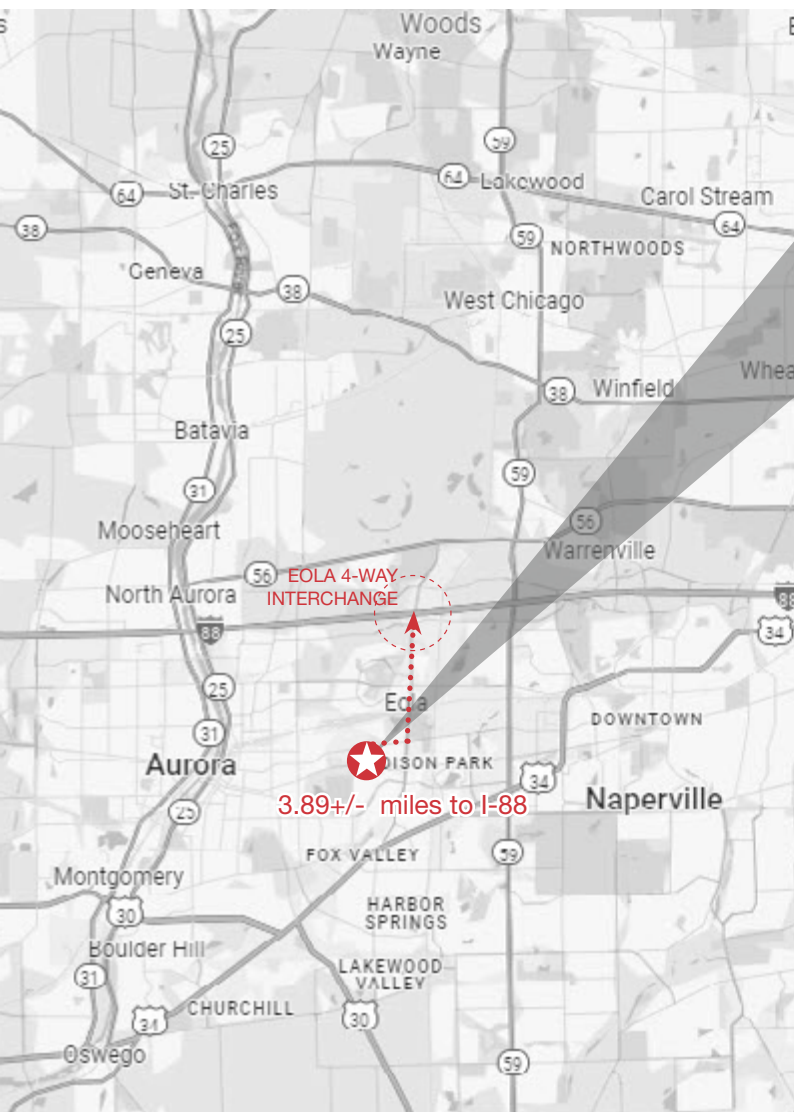 Woods
Wayne
59
25
64
Lakewood
64
St. Charles
Carol Stream
64
38
59
NORTHWOODS
Geneva
38
West Chicago
25
Winfield
38
Batavia
59
31
56
Mooseheart
Warrenville
56
EOLA 4-WAY
INTERCHANGE
North Aurora
88
88
34
25
Eola
DOWNTOWN
31
Aurora
DISON PARK
34
3.89+/- miles to I-88
Naperville
25
59
FOX VALLEY
Montgomery
30
HARBOR
SPRINGS
Boulder Hill
31
LAKEWOOD
VALLEY
CHURCHILL
34
30
Oswego
59